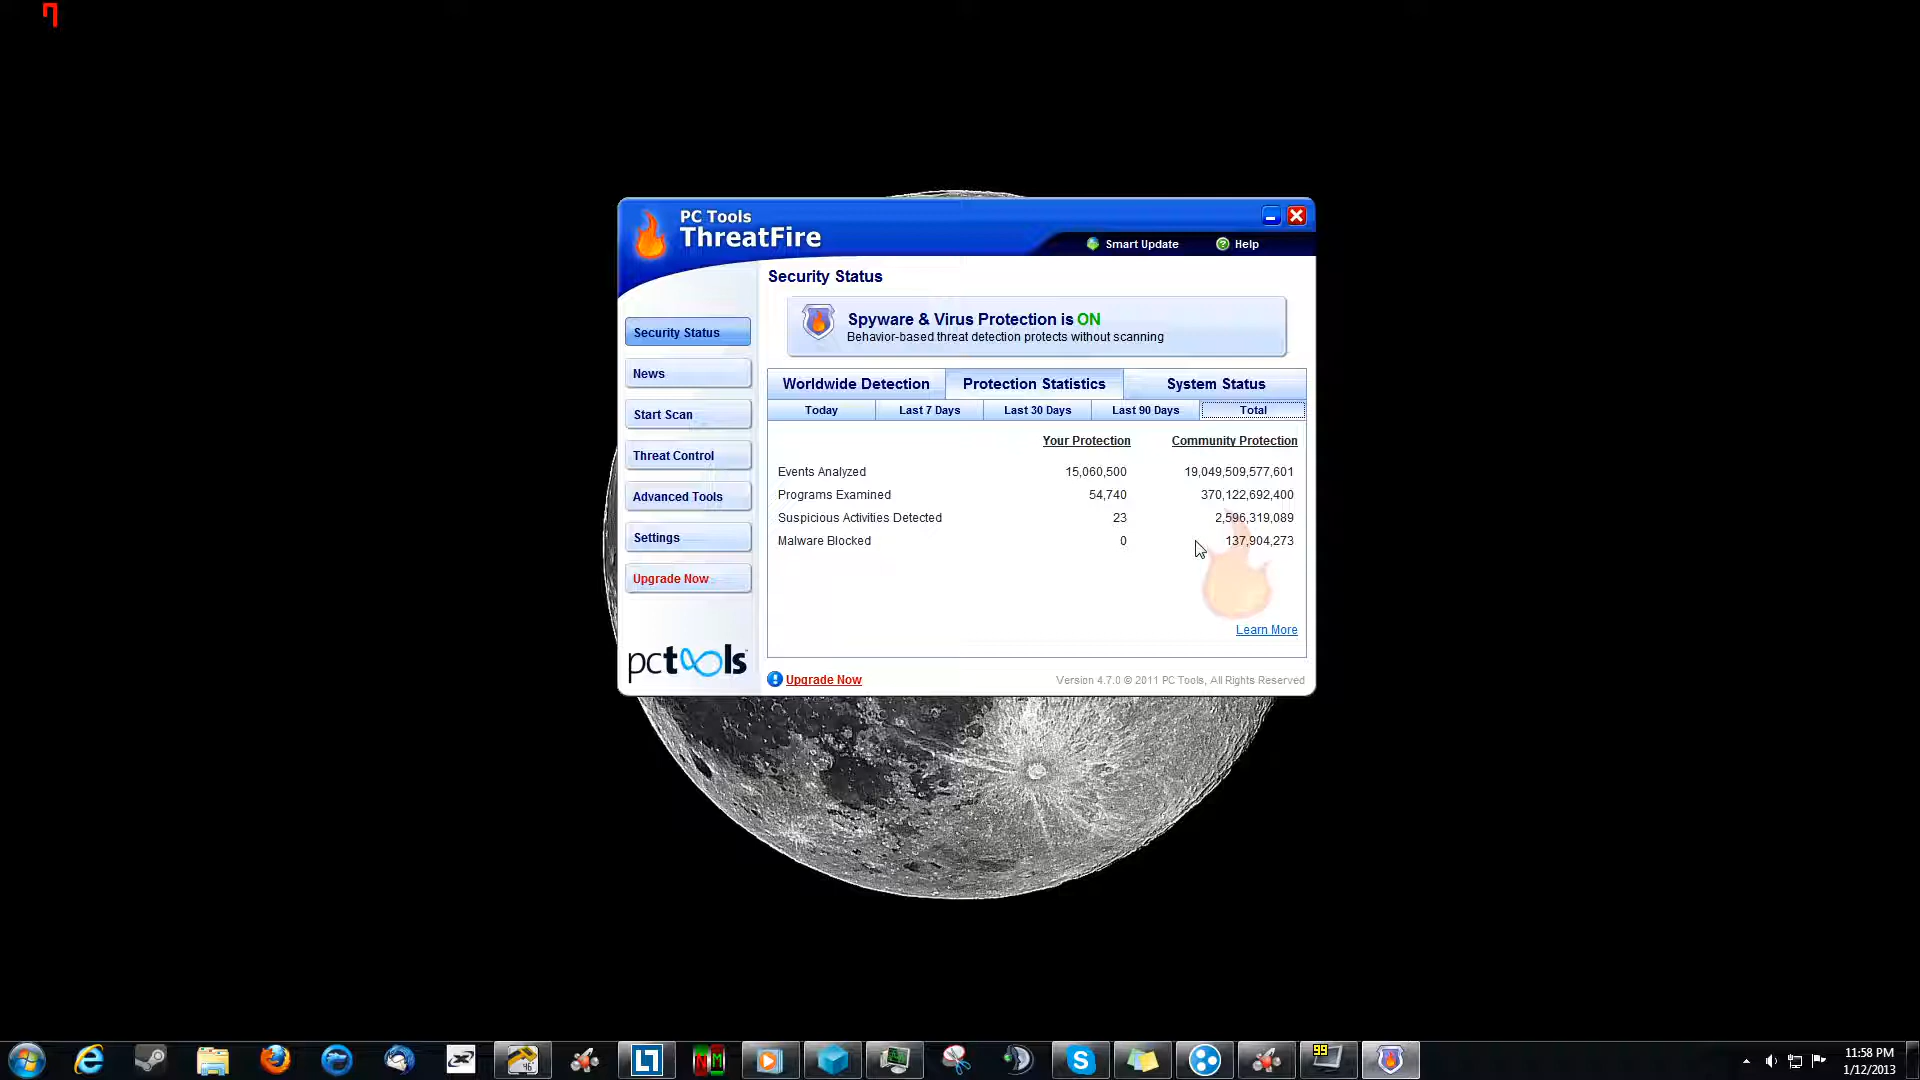 7
PC Tools
ThreatFire
Smart Update
Help
Security Status
Spyware & Virus Protection is ON
Behavior-based threat detection protects without scanning
Security Status
News
Start Scan
Threat Control
Advanced Tools
Settings
Upgrade Now
pctools
Worldwide Detection Protection Statistics System Status
Today Last 7 Days Last 30 Days Last 90 Days Total
Your Protection Community Protection
Events Analyzed 15,060,500 19,049,509,577,601
Programs Examined 54,740 370,122,692,400
Suspicious Activities Detected 23 2,596,319,089
Malware Blocked 0 137,904,273
Learn More
Upgrade Now
Version 4.7.0 © 2011 PC Tools, All Rights Reserved
96
NM
99
11:58 PM
1/12/2013